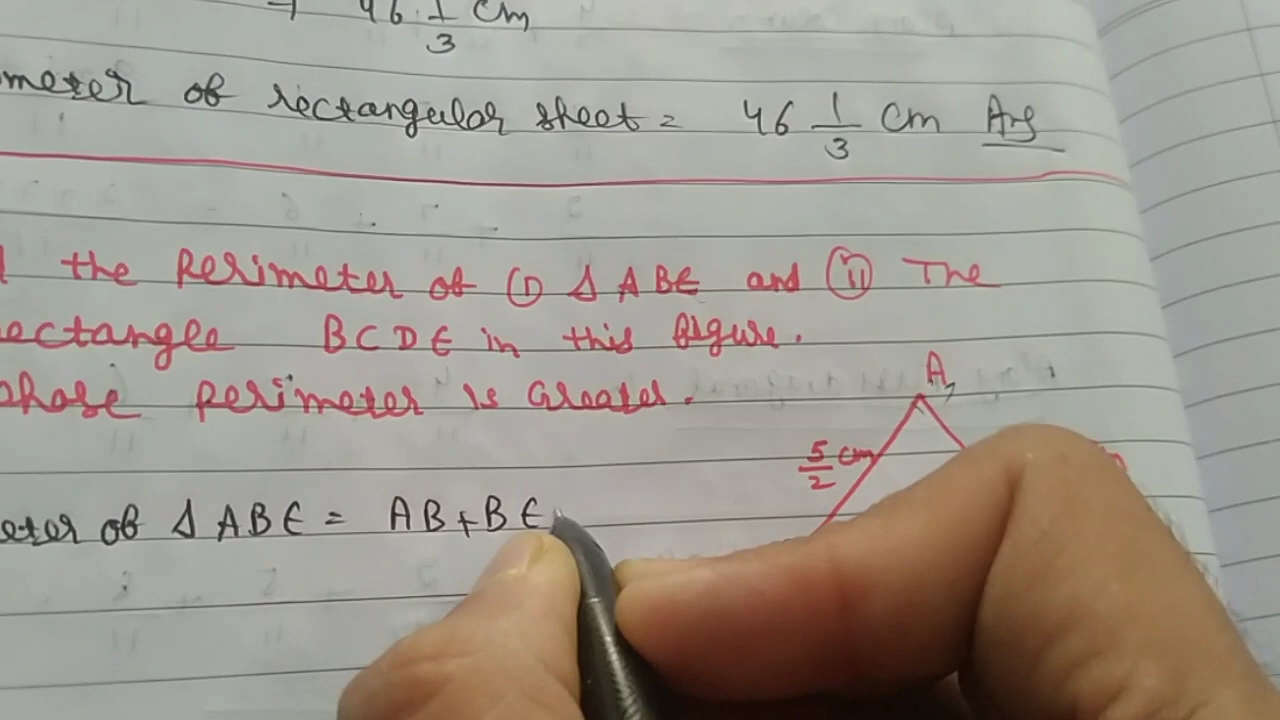 46 1/3 cm
meter of rectangular sheet = 46 1/3 cm Ans
the Perimeter of (i) Δ ABE and (ii) The
ectangle BCDE in this figure.
whose perimeter is Greater.
A
5/2 cm
eter of Δ ABE = AB+BE